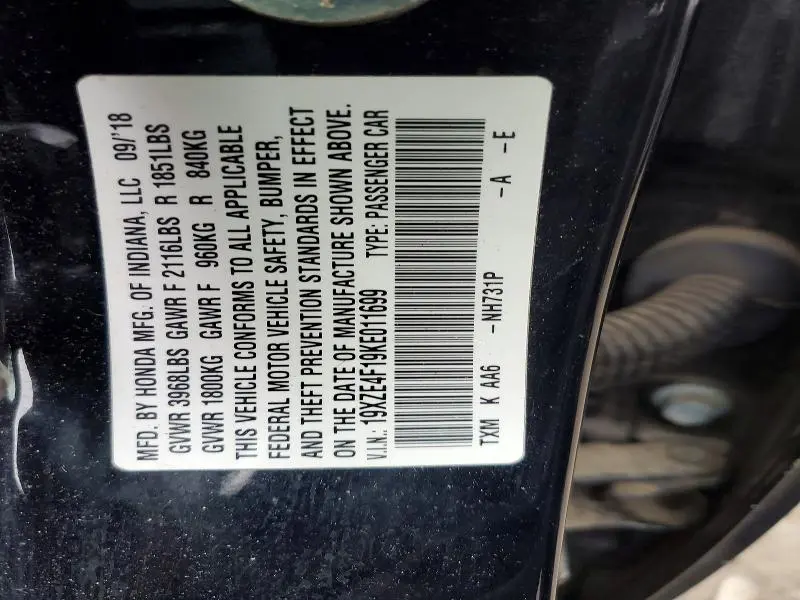 MFD. BY HONDA MFG. OF INDIANA, LLC 09/'18
GVWR 3968LBS GAWR F 2116LBS R 1851LBS
GVWR 1800KG GAWR F 960KG R 840KG
THIS VEHICLE CONFORMS TO ALL APPLICABLE
FEDERAL MOTOR VEHICLE SAFETY, BUMPER,
AND THEFT PREVENTION STANDARDS IN EFFECT
ON THE DATE OF MANUFACTURE SHOWN ABOVE.
V.I.N.: 19XZE4F19KE011699 TYPE: PASSENGER CAR
TXM K AA6 -NH731P -A -E